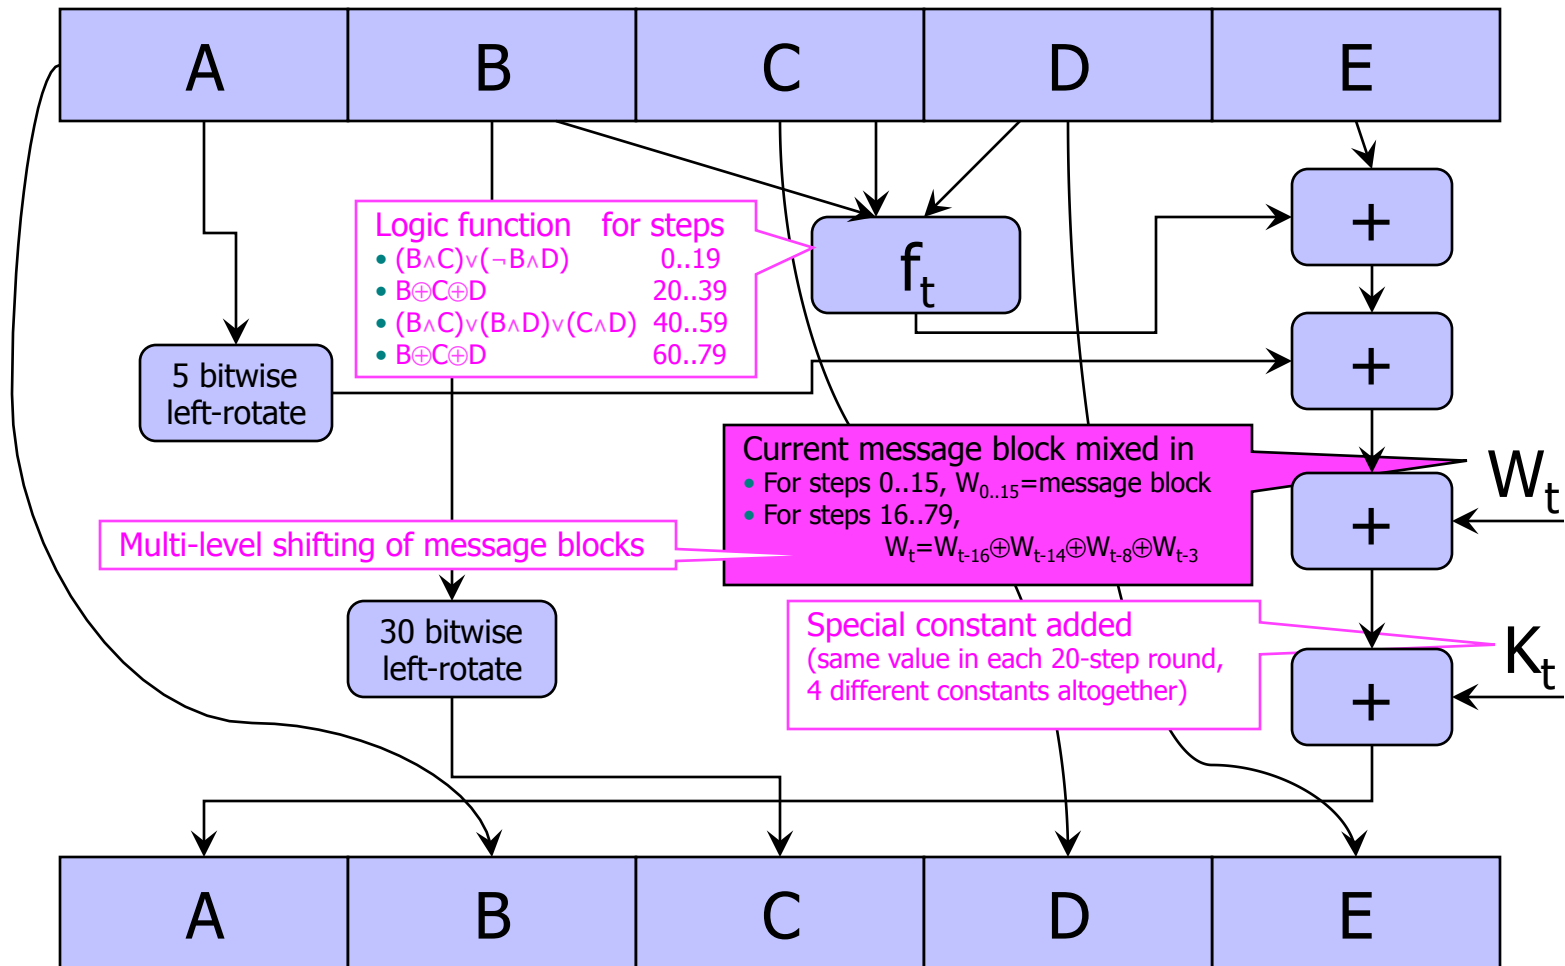 A B C D E
Logic function for steps
• (B∧C)∨(¬B∧D) 0..19
• B⊕C⊕D 20..39
• (B∧C)∨(B∧D)∨(C∧D) 40..59
• B⊕C⊕D 60..79
fₜ
+
5 bitwise
left-rotate
+
Current message block mixed in
• For steps 0..15, W₀..₁₅=message block
• For steps 16..79,
Wₜ=Wₜ₋₁₆⊕Wₜ₋₁₄⊕Wₜ₋₈⊕Wₜ₋₃
Wₜ
+
Multi-level shifting of message blocks
30 bitwise
left-rotate
Special constant added
(same value in each 20-step round,
4 different constants altogether)
Kₜ
+
A B C D E